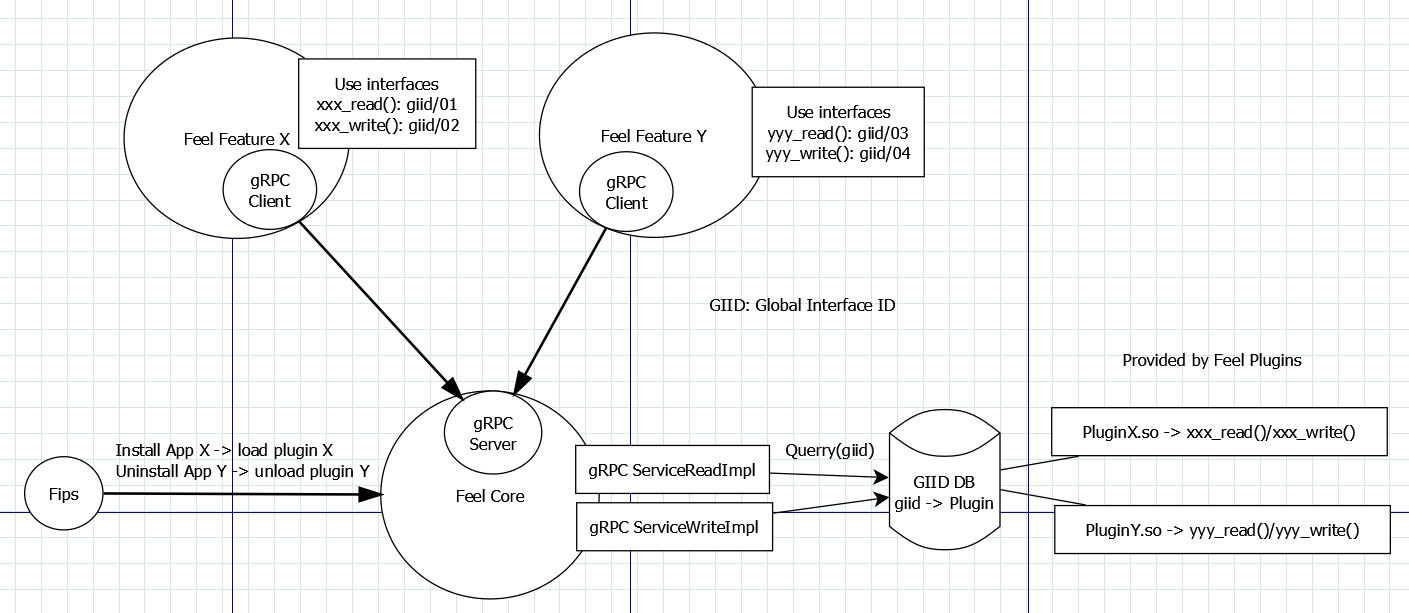 Use interfaces
xxx_read(): giid/01
xxx_write(): giid/02
Feel Feature X
gRPC
Client
Use interfaces
yyy_read(): giid/03
yyy_write(): giid/04
Feel Feature Y
gRPC
Client
GIID: Global Interface ID
Provided by Feel Plugins
Install App X -> load plugin X
Uninstall App Y -> unload plugin Y
Fips
gRPC
Server
Feel Core
gRPC ServiceReadImpl
gRPC ServiceWriteImpl
Querry(giid)
GIID DB
giid -> Plugin
PluginX.so -> xxx_read()/xxx_write()
PluginY.so -> yyy_read()/yyy_write()